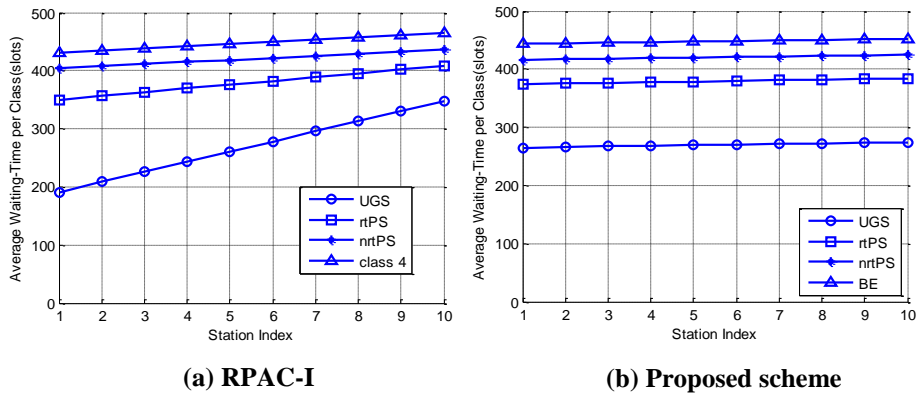 500
400
300
200
100
0
1 2 3 4 5 6 7 8 9 10
Average Waiting-Time per Class(slots)
Station Index
UGS
rtPS
nrtPS
class 4
(a) RPAC-I
500
400
300
200
100
0
1 2 3 4 5 6 7 8 9 10
Average Waiting-Time per Class(slots)
Station Index
UGS
rtPS
nrtPS
BE
(b) Proposed scheme